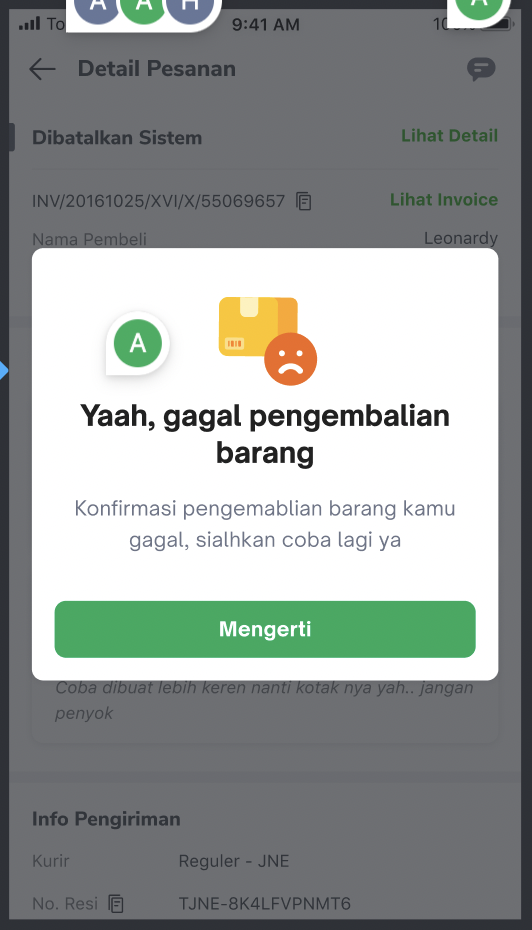 A A H
A
9:41 AM
Detail Pesanan
Dibatalkan Sistem Lihat Detail
INV/20161025/XVI/X/55069657 Lihat Invoice
Nama Pembeli Leonardy
A
Yaah, gagal pengembalian
barang
Konfirmasi pengemablian barang kamu
gagal, sialhkan coba lagi ya
Mengerti
Coba dibuat lebih keren nanti kotak nya yah.. jangan
penyok
Info Pengiriman
Kurir Reguler - JNE
No. Resi TJNE-8K4LFVPNMT6